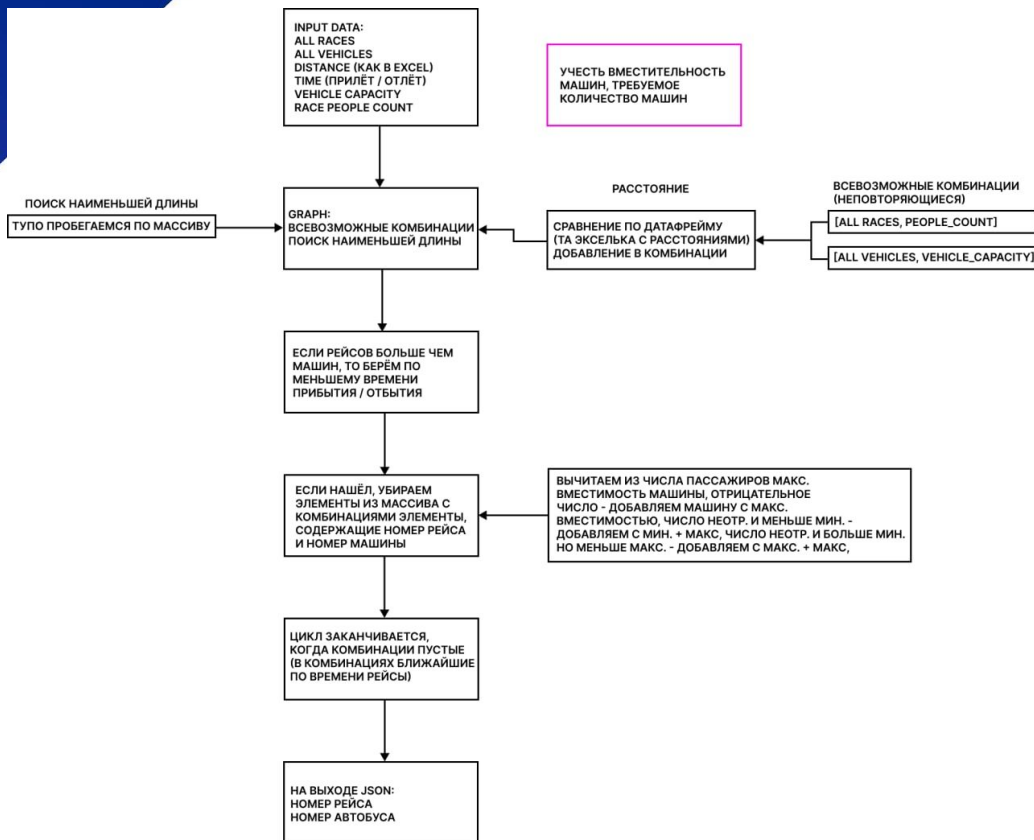 INPUT DATA:
ALL RACES
ALL VEHICLES
DISTANCE (КАК В EXCEL)
TIME (ПРИЛЁТ / ОТЛЁТ)
VEHICLE CAPACITY
RACE PEOPLE COUNT
УЧЕСТЬ ВМЕСТИТЕЛЬНОСТЬ
МАШИН, ТРЕБУЕМОЕ
КОЛИЧЕСТВО МАШИН
ПОИСК НАИМЕНЬШЕЙ ДЛИНЫ
ТУПО ПРОБЕГАЕМСЯ ПО МАССИВУ
GRAPH:
ВСЕВОЗМОЖНЫЕ КОМБИНАЦИИ
ПОИСК НАИМЕНЬШЕЙ ДЛИНЫ
РАССТОЯНИЕ
СРАВНЕНИЕ ПО ДАТАФРЕЙМУ
(ТА ЭКСЕЛЬКА С РАССТОЯНИЯМИ)
ДОБАВЛЕНИЕ В КОМБИНАЦИИ
ВСЕВОЗМОЖНЫЕ КОМБИНАЦИИ
(НЕПОВТОРЯЮЩИЕСЯ)
[ALL RACES, PEOPLE_COUNT]
[ALL VEHICLES, VEHICLE_CAPACITY]
ЕСЛИ РЕЙСОВ БОЛЬШЕ ЧЕМ
МАШИН, ТО БЕРЁМ ПО
МЕНЬШЕМУ ВРЕМЕНИ
ПРИБЫТИЯ / ОТБЫТИЯ
ЕСЛИ НАШЁЛ, УБИРАЕМ
ЭЛЕМЕНТЫ ИЗ МАССИВА С
КОМБИНАЦИЯМИ ЭЛЕМЕНТЫ,
СОДЕРЖАЩИЕ НОМЕР РЕЙСА
И НОМЕР МАШИНЫ
ВЫЧИТАЕМ ИЗ ЧИСЛА ПАССАЖИРОВ МАКС.
ВМЕСТИМОСТЬ МАШИНЫ, ОТРИЦАТЕЛЬНОЕ
ЧИСЛО - ДОБАВЛЯЕМ МАШИНУ С МАКС.
ВМЕСТИМОСТЬЮ, ЧИСЛО НЕОТР. И МЕНЬШЕ МИН. -
ДОБАВЛЯЕМ С МИН. + МАКС, ЧИСЛО НЕОТР. И БОЛЬШЕ МИН.
НО МЕНЬШЕ МАКС. - ДОБАВЛЯЕМ С МАКС. + МАКС,
ЦИКЛ ЗАКАНЧИВАЕТСЯ,
КОГДА КОМБИНАЦИИ ПУСТЫЕ
(В КОМБИНАЦИЯХ БЛИЖАЙШИЕ
ПО ВРЕМЕНИ РЕЙСЫ)
НА ВЫХОДЕ JSON:
НОМЕР РЕЙСА
НОМЕР АВТОБУСА